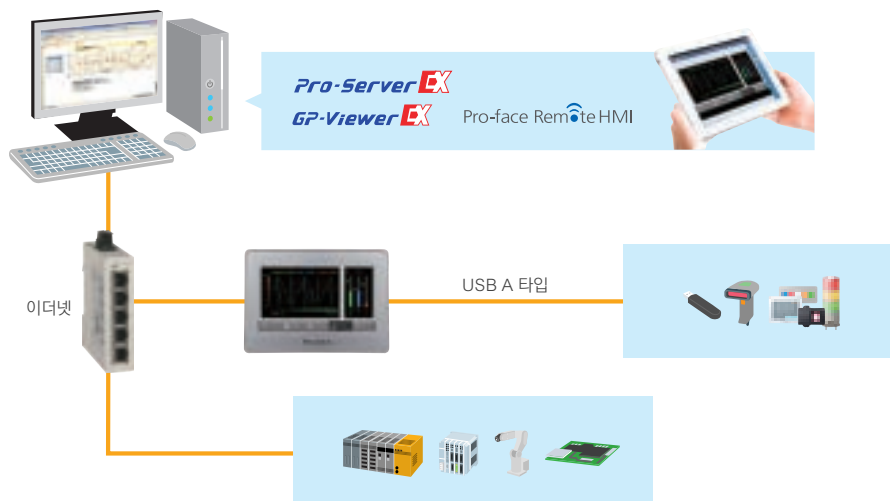 Pro-Server EX
GP-Viewer EX
Pro-face Remote HMI
이더넷
USB A 타입